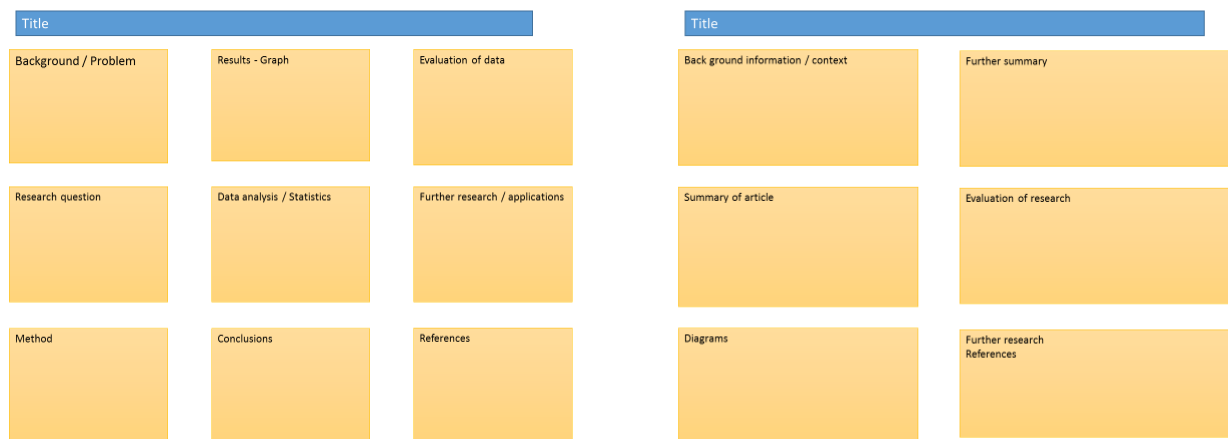 Title
Background / Problem
Results - Graph
Evaluation of data
Research question
Data analysis / Statistics
Further research / applications
Method
Conclusions
References
Title
Back ground information / context
Further summary
Summary of article
Evaluation of research
Diagrams
Further research
References